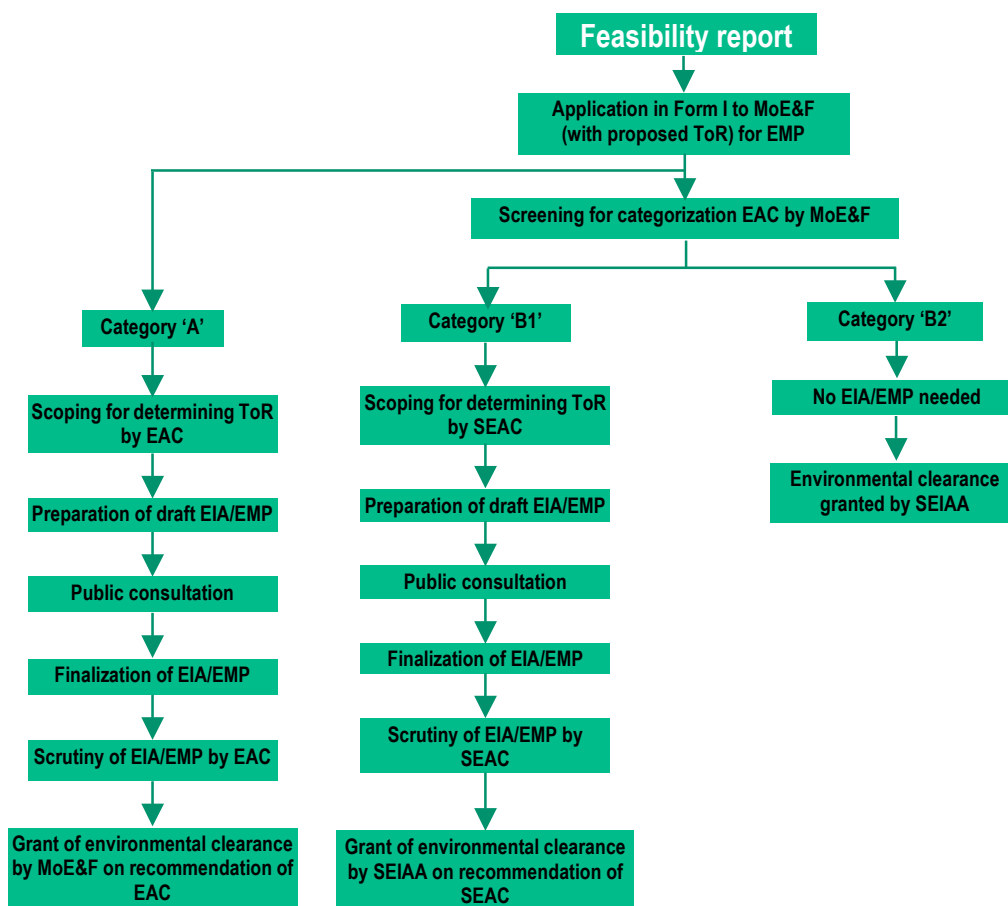 Feasibility report
Application in Form I to MoE&F
(with proposed ToR) for EMP
Screening for categorization EAC by MoE&F
Category ‘A’
Scoping for determining ToR
by EAC
Preparation of draft EIA/EMP
Public consultation
Finalization of EIA/EMP
Scrutiny of EIA/EMP by EAC
Grant of environmental clearance
by MoE&F on recommendation of
EAC
Category ‘B1’
Scoping for determining ToR
by SEAC
Preparation of draft EIA/EMP
Public consultation
Finalization of EIA/EMP
Scrutiny of EIA/EMP by
SEAC
Grant of environmental clearance
by SEIAA on recommendation of
SEAC
Category ‘B2’
No EIA/EMP needed
Environmental clearance
granted by SEIAA